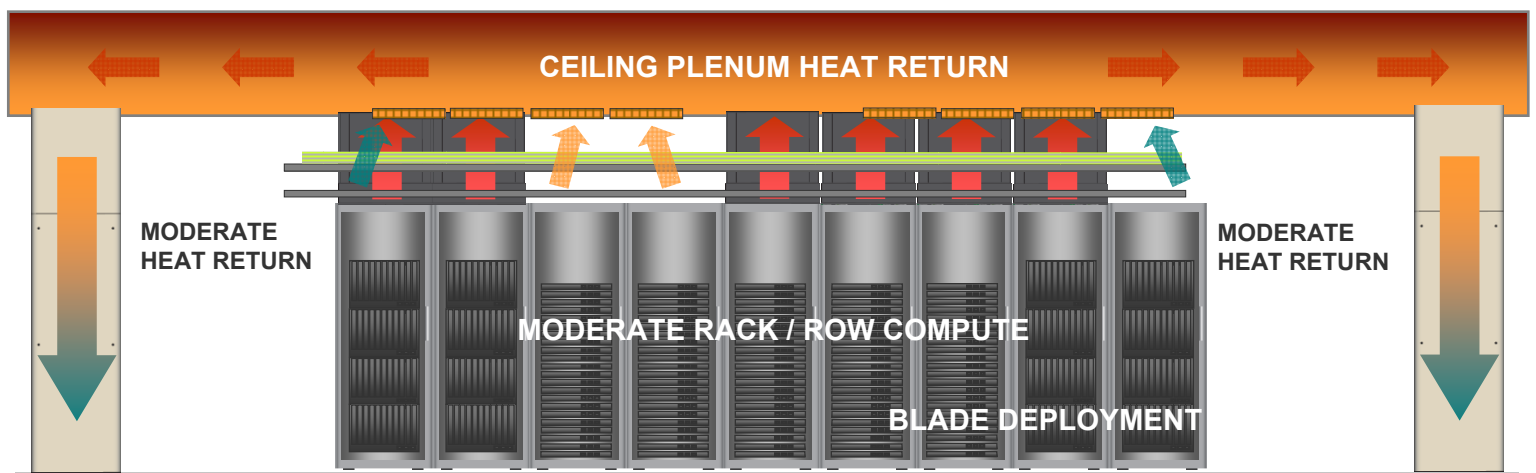 CEILING PLENUM HEAT RETURN
MODERATE
HEAT RETURN
MODERATE
HEAT RETURN
MODERATE RACK / ROW COMPUTE
BLADE DEPLOYMENT